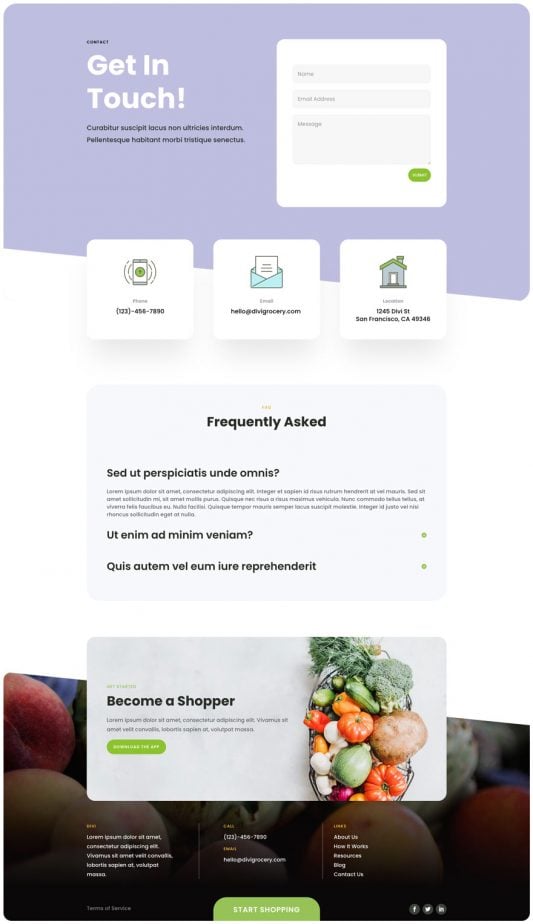 CONTACT
Get In
Touch!
Curabitur suscipit lacus non ultricies interdum.
Pellentesque habitant morbi tristique senectus.
Name
Email Address
Message
SUBMIT
Phone
(123)-456-7890
Email
hello@divigrocery.com
Location
1245 Divi St
San Francisco, CA 49346
FAQ
Frequently Asked
Sed ut perspiciatis unde omnis?
Lorem ipsum dolor sit amet, consectetur adipiscing elit. Integer et sapien id risus rutrum hendrerit at vel mauris. Sed sit
amet sollicitudin mi, sit amet mollis purus. Quisque nec risus a risus maximus vehicula. Nunc commodo tellus tellus, at
viverra felis faucibus eu. Nulla facilisi. Quisque tempor mauris semper lacus suscipit molestie. Integer id justo vel nisi
rhoncus sollicitudin eget at nulla.
Ut enim ad minim veniam?
Quis autem vel eum iure reprehenderit
GET STARTED
Become a Shopper
Lorem ipsum dolor sit amet, consectetur adipiscing elit. Vivamus sit
amet velit convallis, lobortis sapien at, volutpat massa.
DOWNLOAD THE APP
DIVI
Lorem ipsum dolor sit amet,
consectetur adipiscing elit.
Vivamus sit amet velit convallis,
lobortis sapien at, volutpat
massa.
CALL
(123)-456-7890
EMAIL
hello@divigrocery.com
LINKS
About Us
How It Works
Resources
Blog
Contact Us
Terms of Service
START SHOPPING